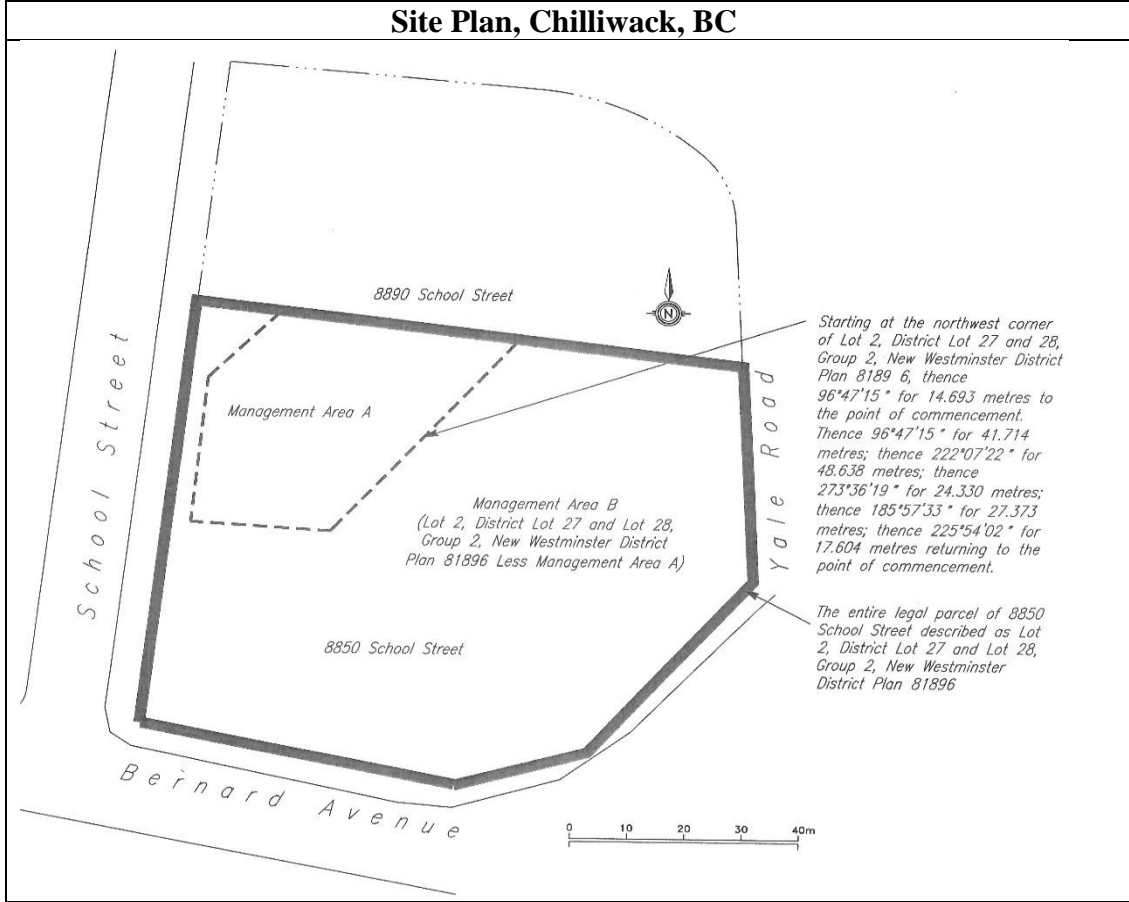 Site Plan, Chilliwack, BC
8890 School Street
N
School Street
Management Area A
Management Area B
(Lot 2, District Lot 27 and Lot 28,
Group 2, New Westminster District
Plan 81896 Less Management Area A)
8850 School Street
Yale Road
Starting at the northwest corner
of Lot 2, District Lot 27 and 28,
Group 2, New Westminster District
Plan 8189 6, thence
96°47'15" for 14.693 metres to
the point of commencement.
Thence 96°47'15" for 41.714
metres; thence 222°07'22" for
48.638 metres; thence
273°36'19" for 24.330 metres;
thence 185°57'33" for 27.373
metres; thence 225°54'02" for
17.604 metres returning to the
point of commencement.
The entire legal parcel of 8850
School Street described as Lot
2, District Lot 27 and Lot 28,
Group 2, New Westminster
District Plan 81896
Bernard Avenue
0 10 20 30 40m